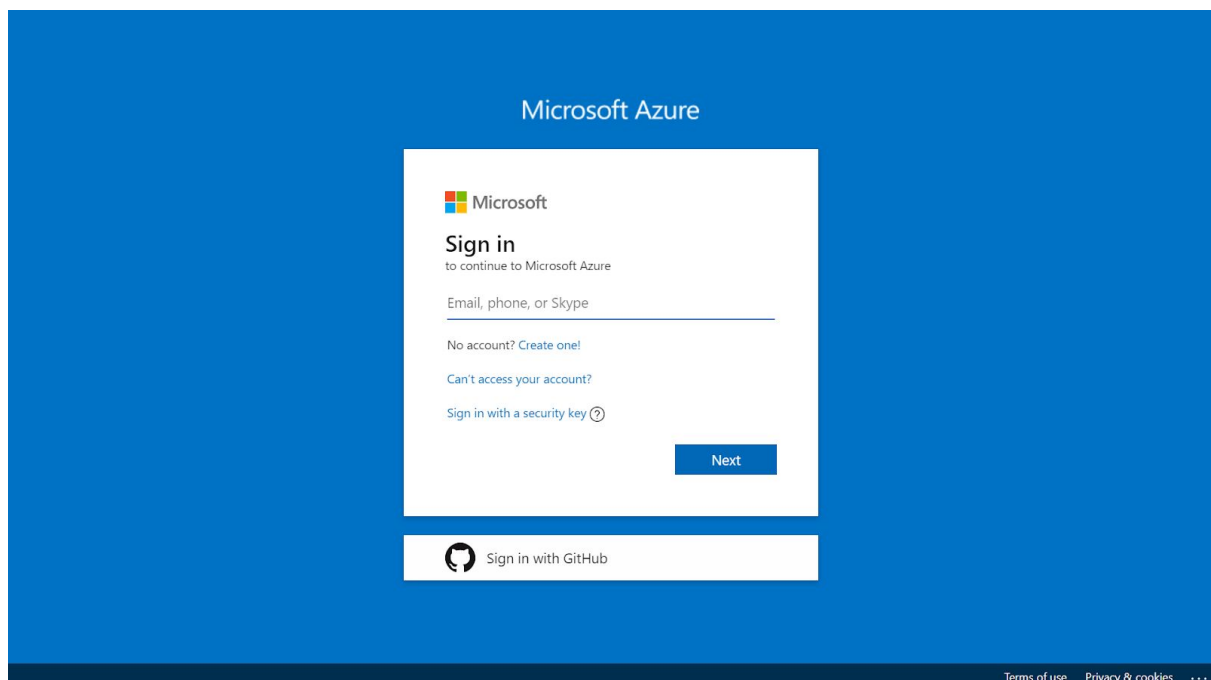 Microsoft Azure
Microsoft
Sign in
to continue to Microsoft Azure
Email, phone, or Skype
No account? Create one!
Can't access your account?
Sign in with a security key
Next
Sign in with GitHub
Terms of use Privacy & cookies ...